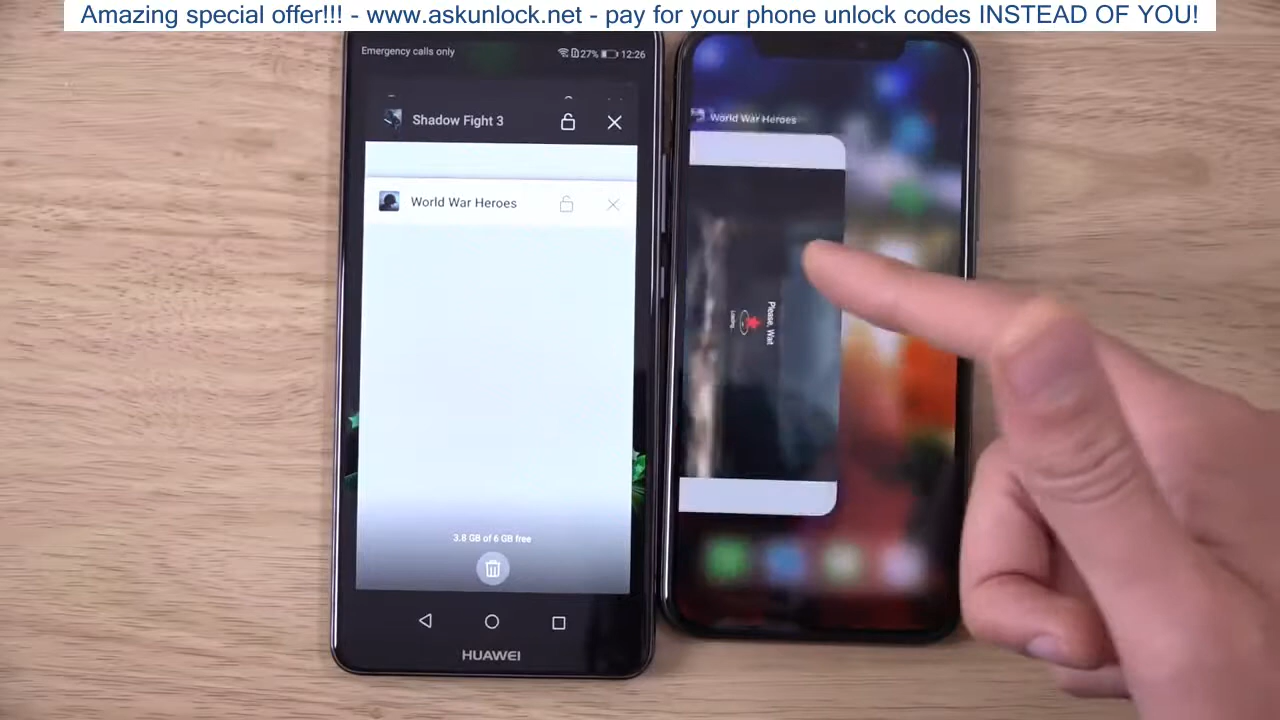 Amazing special offer!!! - www.askunlock.net - pay for your phone unlock codes INSTEAD OF YOU!
Emergency calls only
27% 12:26
Shadow Fight 3
World War Heroes
3.8 GB of 6 GB free
HUAWEI
World War Heroes
Please, Wait
Loading...